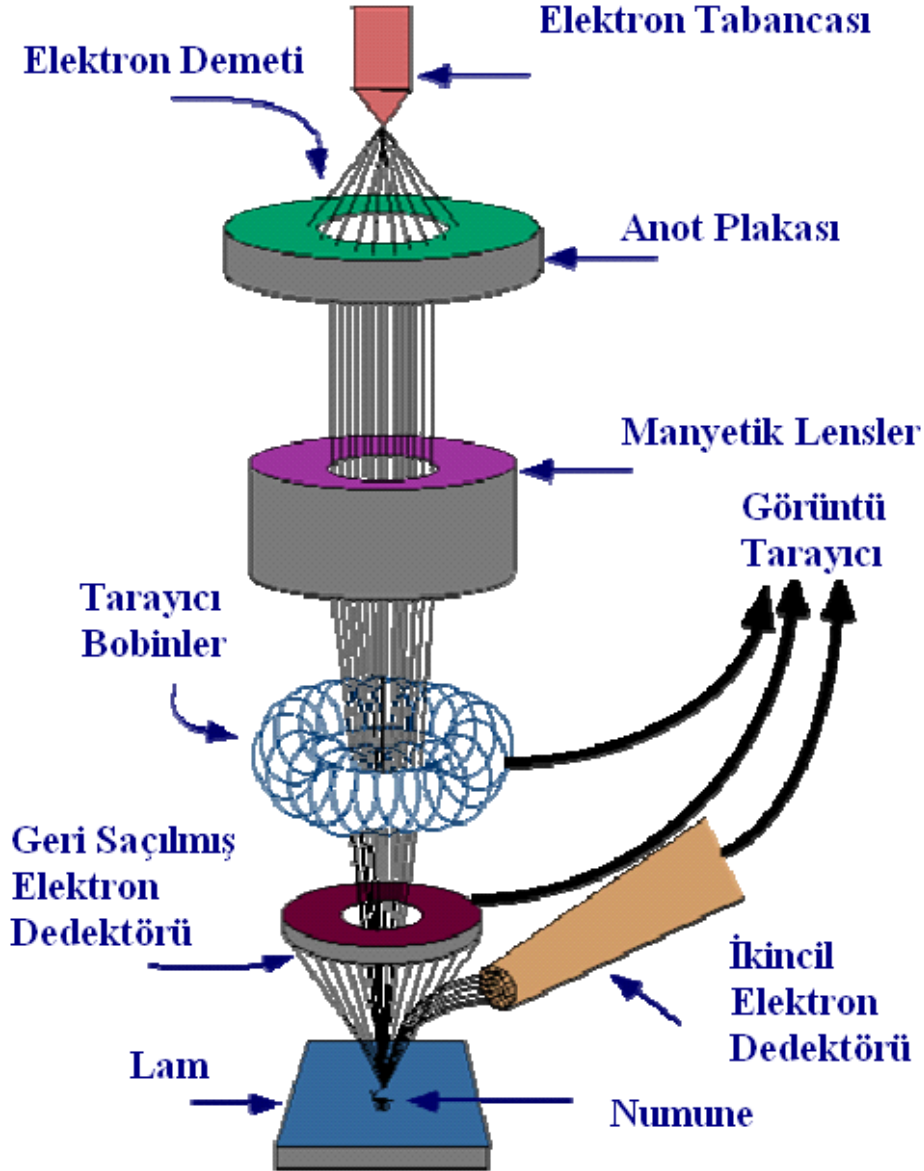 Elektron Tabancası
Elektron Demeti
Anot Plakası
Manyetik Lensler
Görüntü
Tarayıcı
Tarayıcı
Bobinler
Geri Saçılmış
Elektron
Dedektörü
İkincil
Elektron
Dedektörü
Lam
Numune